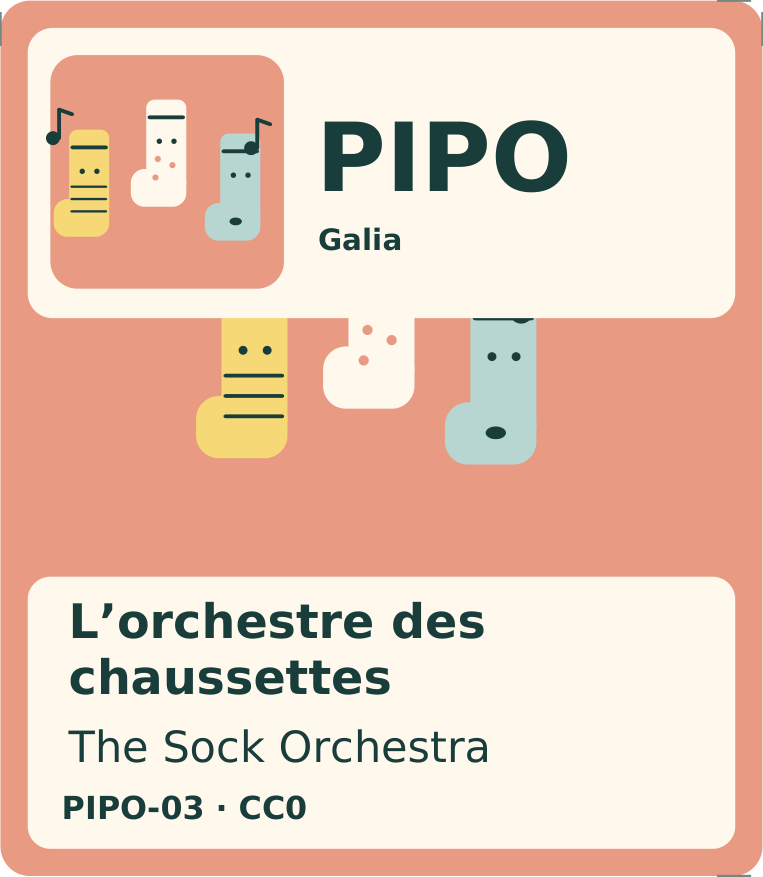 PIPO
Galia
L’orchestre des
chaussettes
The Sock Orchestra
PIPO-03 · CC0